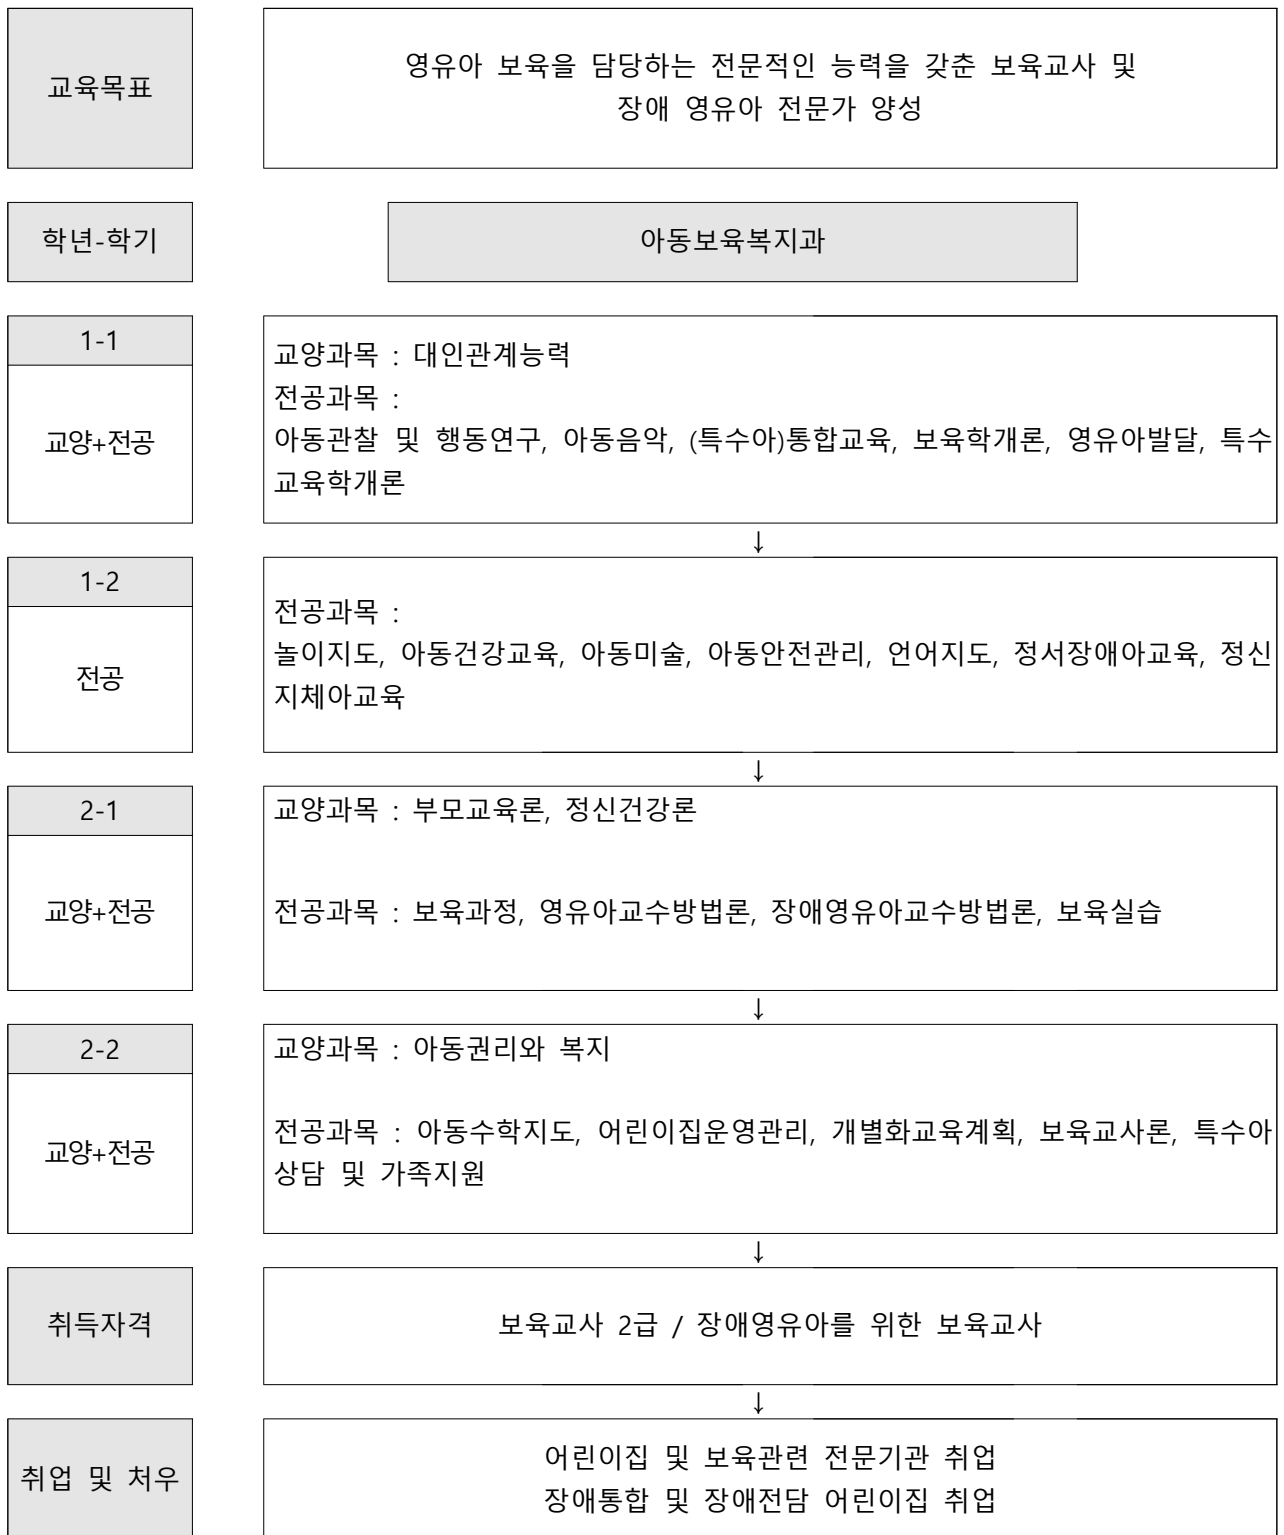 교육목표
영유아 보육을 담당하는 전문적인 능력을 갖춘 보육교사 및
장애 영유아 전문가 양성
학년-학기
아동보육복지과
1-1
교양+전공
교양과목 : 대인관계능력
전공과목 :
아동관찰 및 행동연구, 아동음악, (특수아)통합교육, 보육학개론, 영유아발달, 특수
교육학개론
↓
1-2
전공
전공과목 :
놀이지도, 아동건강교육, 아동미술, 아동안전관리, 언어지도, 정서장애아교육, 정신
지체아교육
↓
2-1
교양+전공
교양과목 : 부모교육론, 정신건강론
전공과목 : 보육과정, 영유아교수방법론, 장애영유아교수방법론, 보육실습
↓
2-2
교양+전공
교양과목 : 아동권리와 복지
전공과목 : 아동수학지도, 어린이집운영관리, 개별화교육계획, 보육교사론, 특수아
상담 및 가족지원
↓
취득자격
보육교사 2급 / 장애영유아를 위한 보육교사
↓
취업 및 처우
어린이집 및 보육관련 전문기관 취업
장애통합 및 장애전담 어린이집 취업